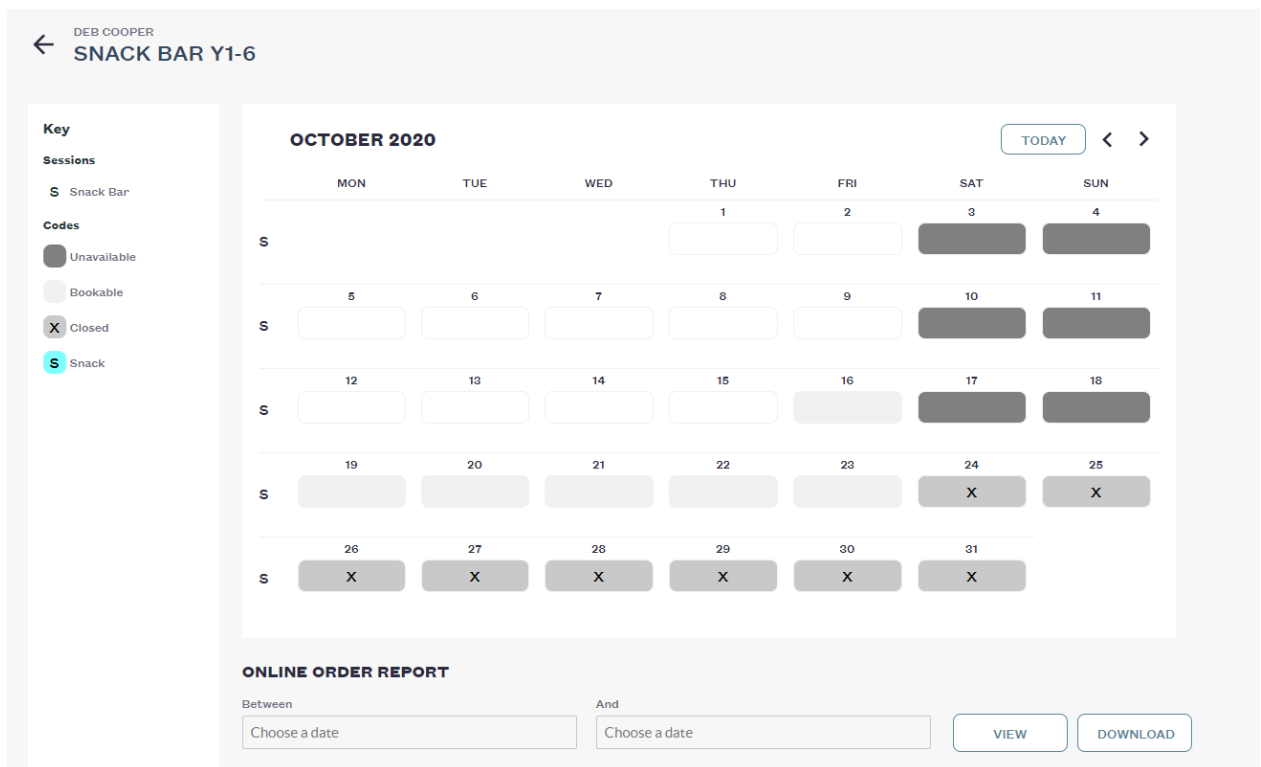 DEB COOPER
SNACK BAR Y1-6
Key
Sessions
S Snack Bar
Codes
Unavailable
Bookable
X Closed
S Snack
OCTOBER 2020
TODAY
MON TUE WED THU FRI SAT SUN
1 2 3 4
S
5 6 7 8 9 10 11
S
12 13 14 15 16 17 18
S
19 20 21 22 23 24 25
S X X
26 27 28 29 30 31
S X X X X X X
ONLINE ORDER REPORT
Between And
Choose a date Choose a date VIEW DOWNLOAD